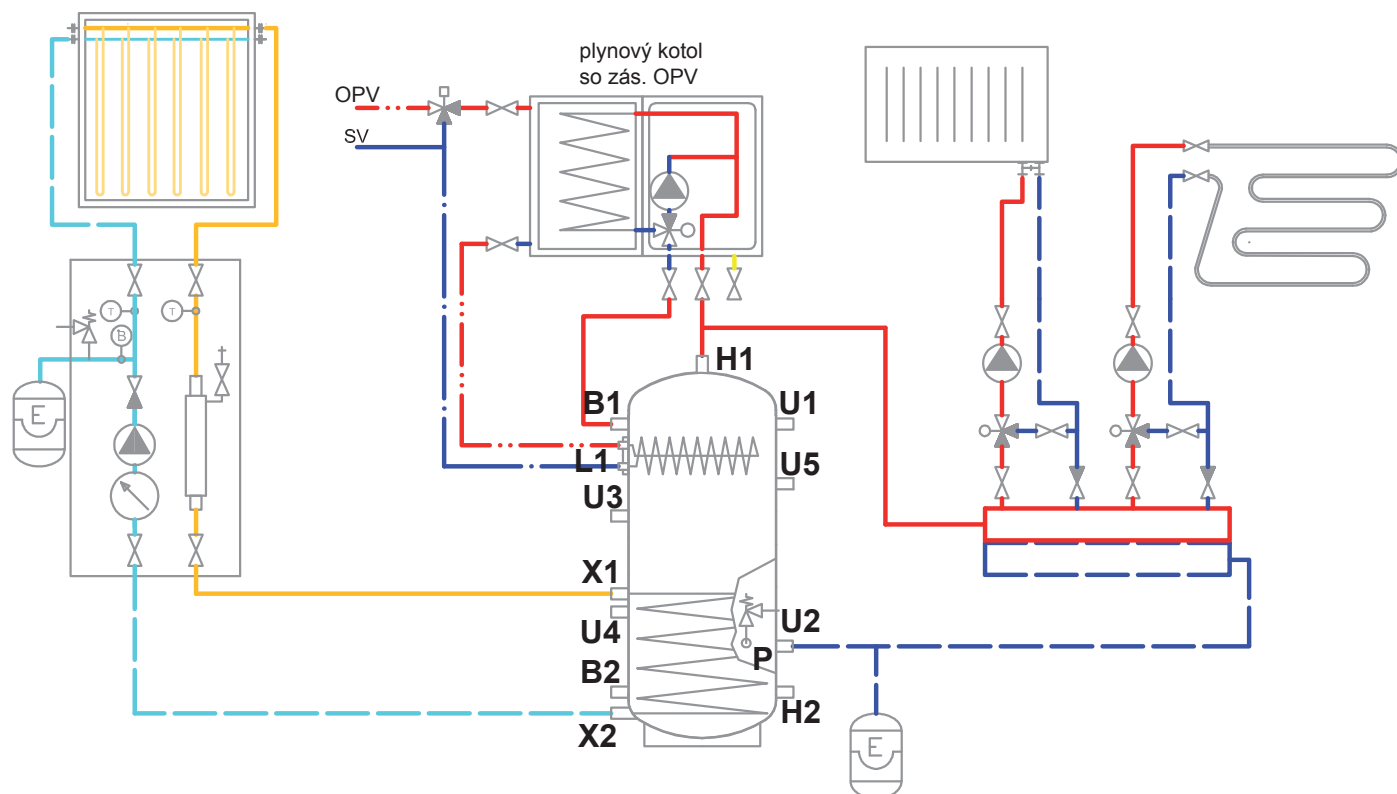 plynový kotol
so zás. OPV
OPV
SV
T
T
B
E
H1
B1
U1
L1
U5
U3
X1
U4
U2
P
B2
H2
X2
E